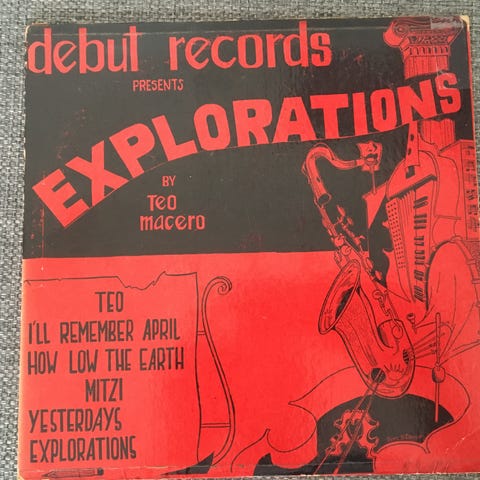 debut records
PRESENTS
EXPLORATIONS
BY
Teo
macero
TEO
I'LL REMEMBER APRIL
HOW LOW THE EARTH
MITZI
YESTERDAYS
EXPLORATIONS